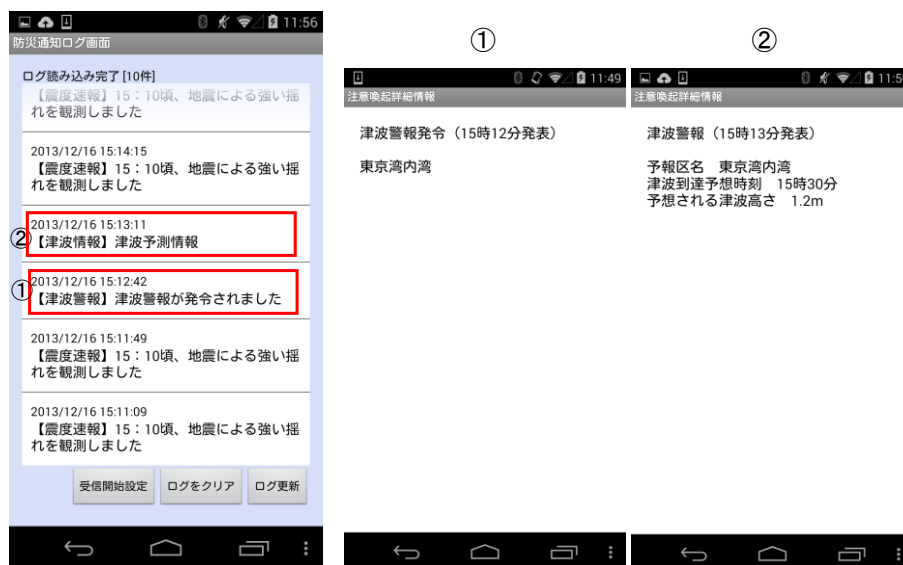 11:56
防災通知ログ画面
ログ読み込み完了[10件]
【震度速報】15：10頃、地震による強い揺
れを観測しました
2013/12/16 15:14:15
【震度速報】15：10頃、地震による強い揺
れを観測しました
②
2013/12/16 15:13:11
【津波情報】津波予測情報
①
2013/12/16 15:12:42
【津波警報】津波警報が発令されました
2013/12/16 15:11:49
【震度速報】15：10頃、地震による強い揺
れを観測しました
2013/12/16 15:11:09
【震度速報】15：10頃、地震による強い揺
れを観測しました
受信開始設定
ログをクリア
ログ更新
①
11:49
注意喚起詳細情報
津波警報発令（15時12分発表）
東京湾内湾
②
注意喚起詳細情報
津波警報（15時13分発表）
予報区名　東京湾内湾
津波到達予想時刻　15時30分
予想される津波高さ　1.2m